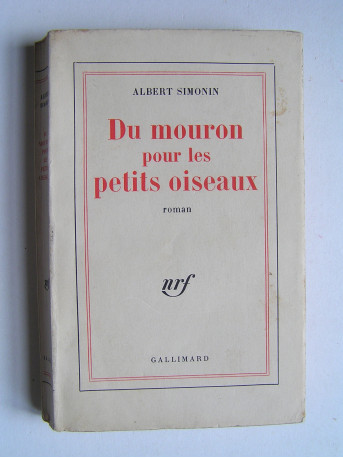 ALBERT SIMONIN
Du mouron
pour les
petits oiseaux
roman
nrf
GALLIMARD